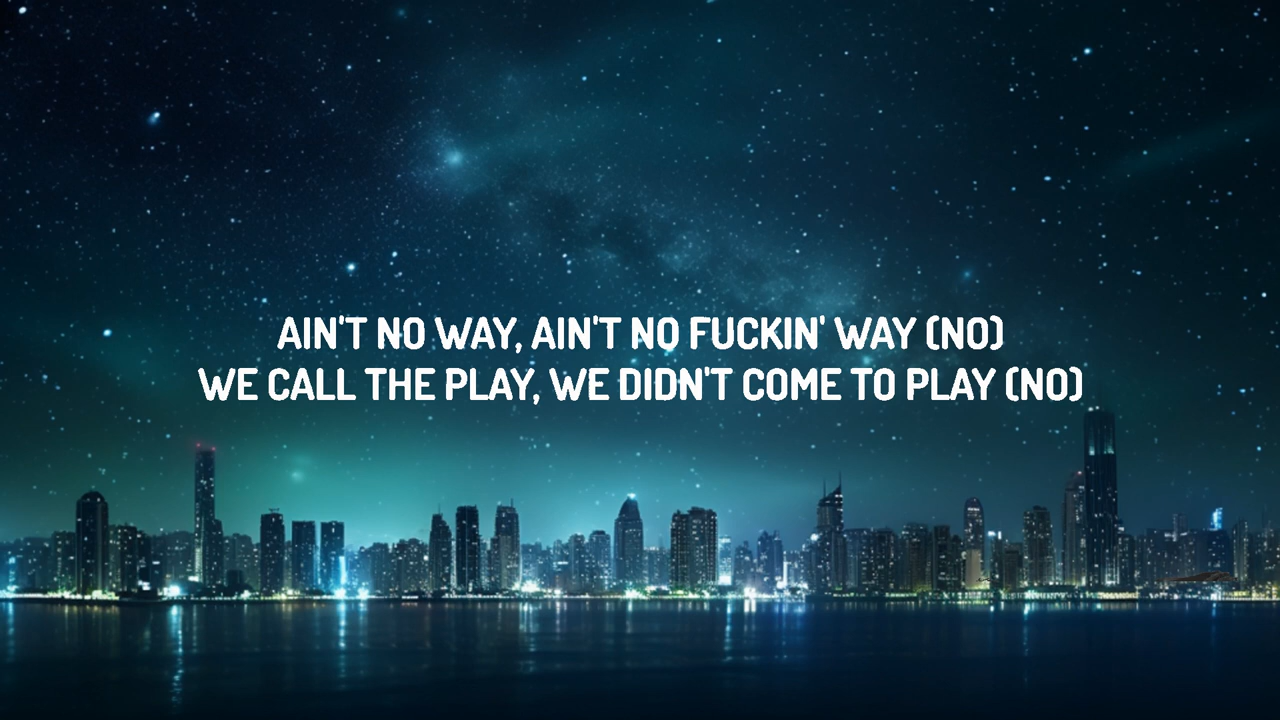 AIN'T NO WAY, AIN'T NO FUCKIN' WAY (NO)
WE CALL THE PLAY, WE DIDN'T COME TO PLAY (NO)